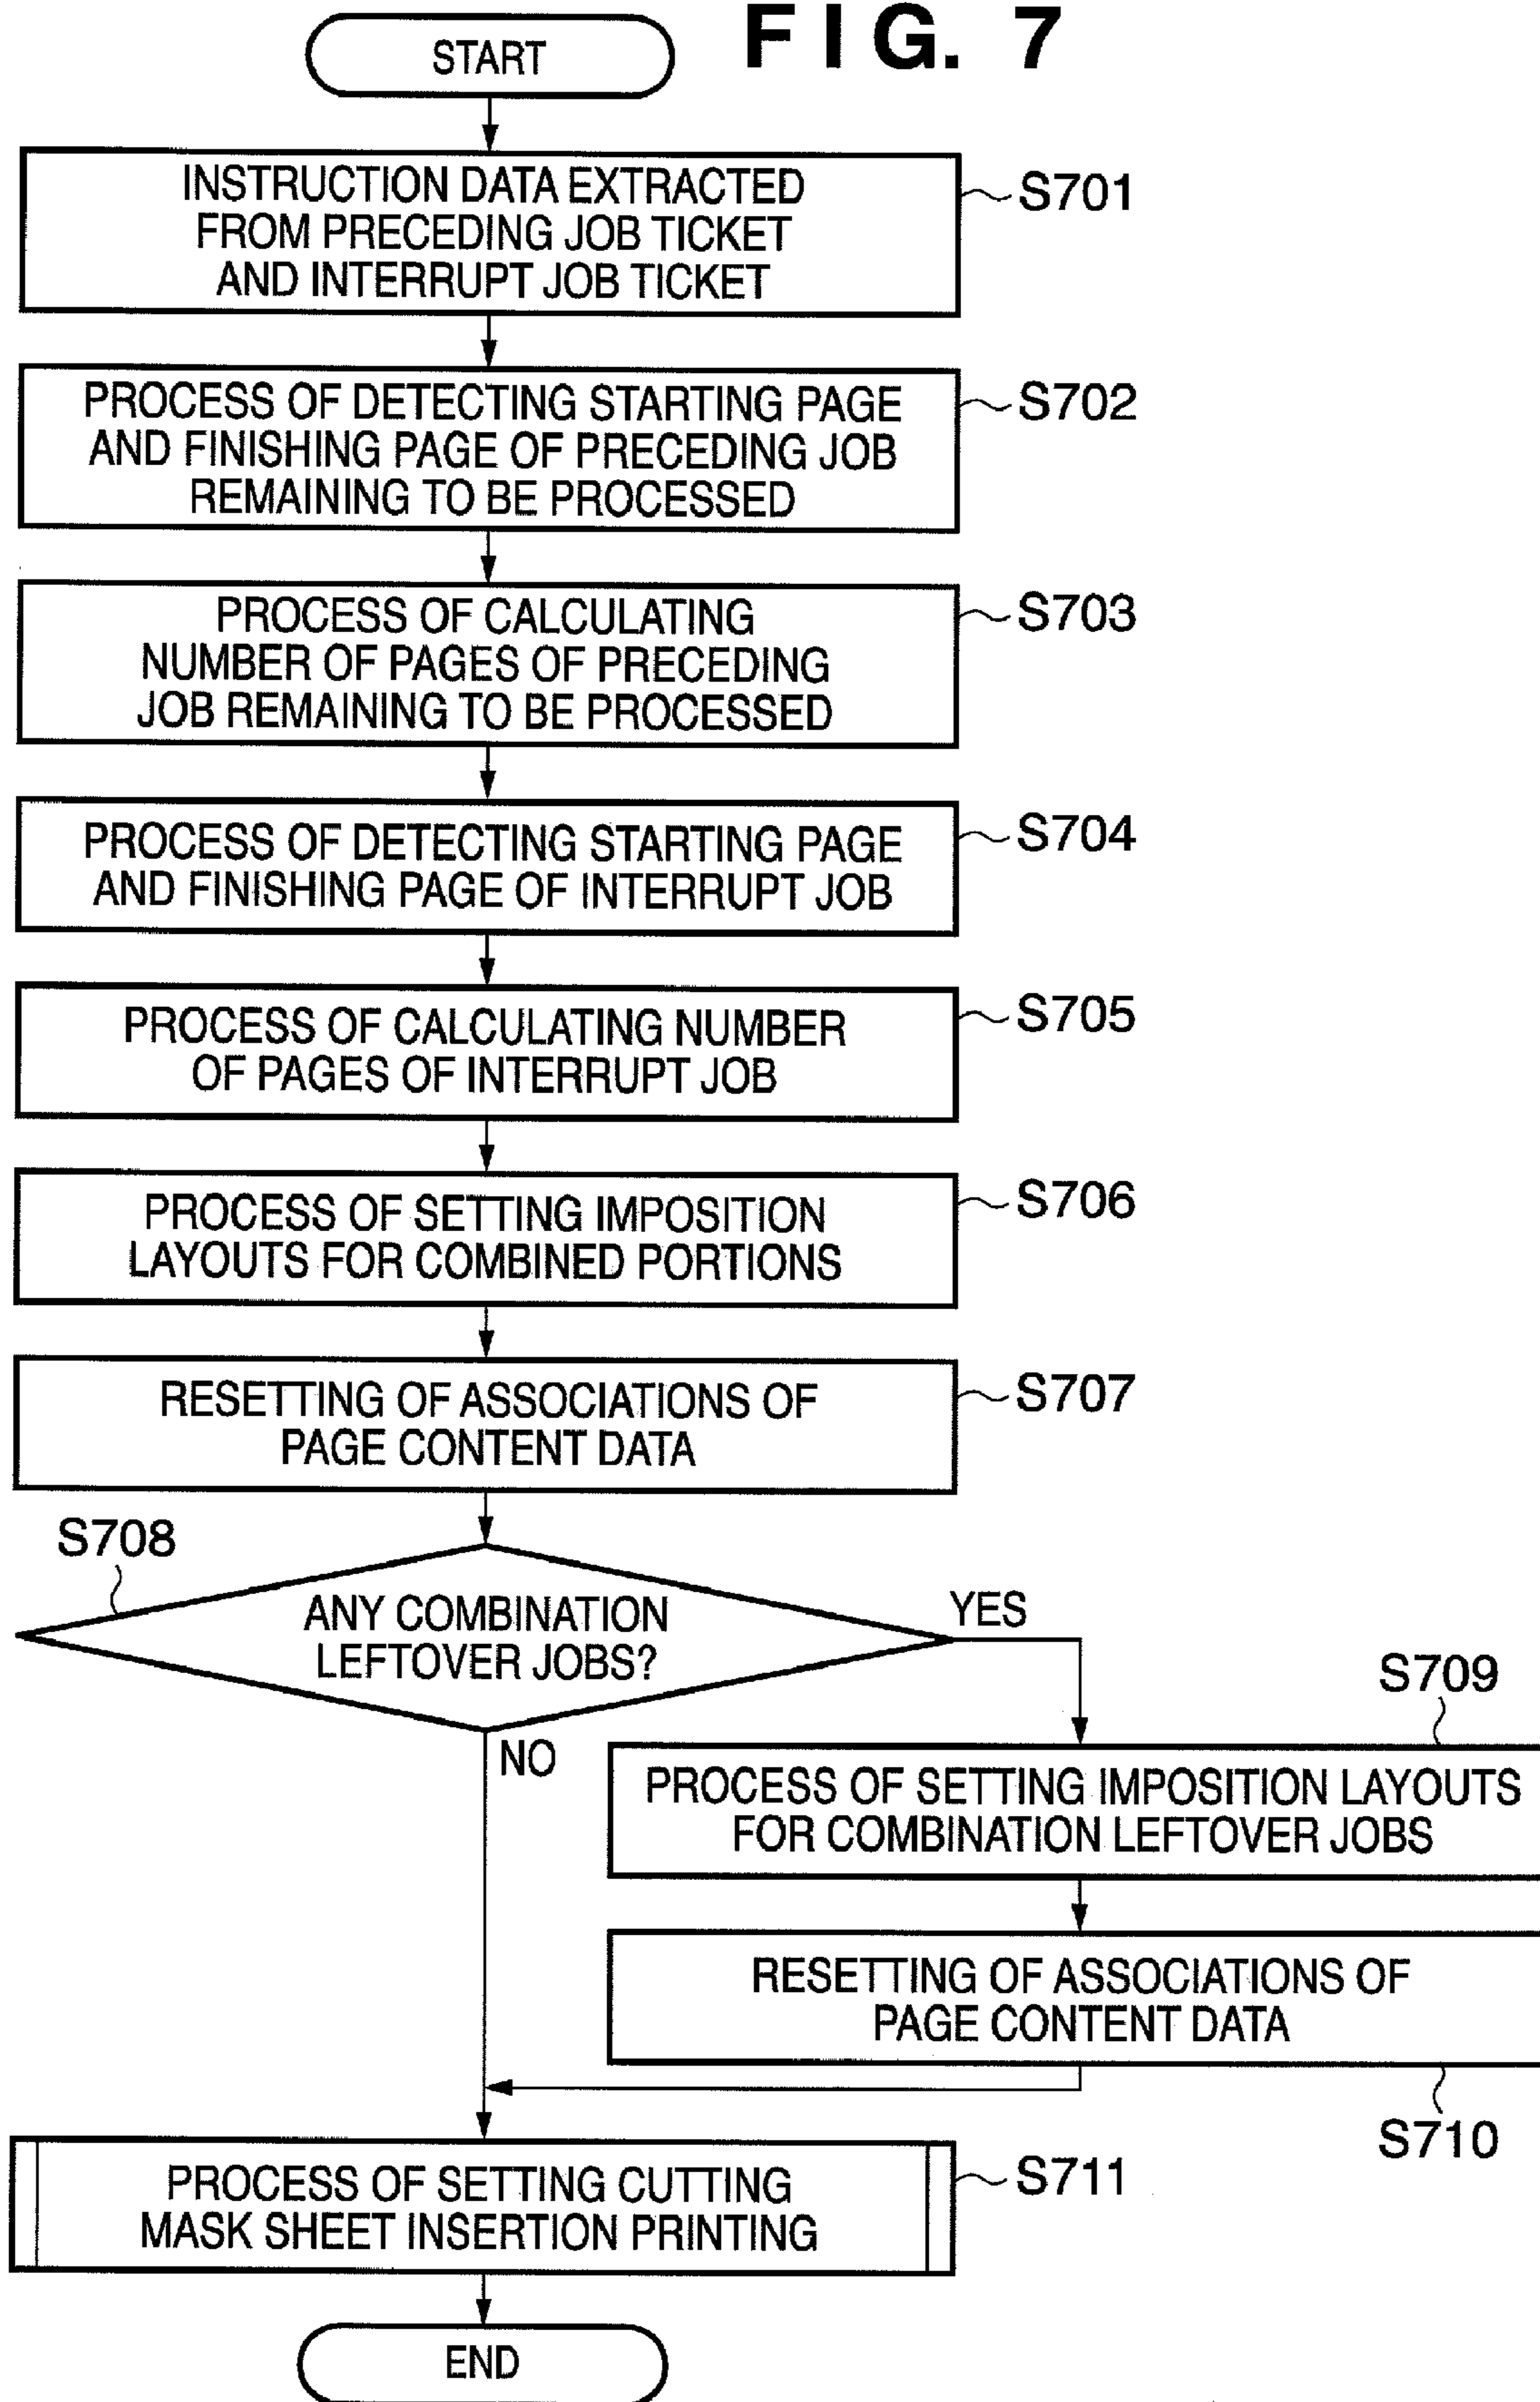 FIG. 7
START
INSTRUCTION DATA EXTRACTED
FROM PRECEDING JOB TICKET
AND INTERRUPT JOB TICKET
S701
PROCESS OF DETECTING STARTING PAGE
AND FINISHING PAGE OF PRECEDING JOB
REMAINING TO BE PROCESSED
S702
PROCESS OF CALCULATING
NUMBER OF PAGES OF PRECEDING
JOB REMAINING TO BE PROCESSED
S703
PROCESS OF DETECTING STARTING PAGE
AND FINISHING PAGE OF INTERRUPT JOB
S704
PROCESS OF CALCULATING NUMBER
OF PAGES OF INTERRUPT JOB
S705
PROCESS OF SETTING IMPOSITION
LAYOUTS FOR COMBINED PORTIONS
S706
RESETTING OF ASSOCIATIONS OF
PAGE CONTENT DATA
S707
S708
ANY COMBINATION
LEFTOVER JOBS?
YES
NO
S709
PROCESS OF SETTING IMPOSITION LAYOUTS
FOR COMBINATION LEFTOVER JOBS
RESETTING OF ASSOCIATIONS OF
PAGE CONTENT DATA
S710
PROCESS OF SETTING CUTTING
MASK SHEET INSERTION PRINTING
S711
END